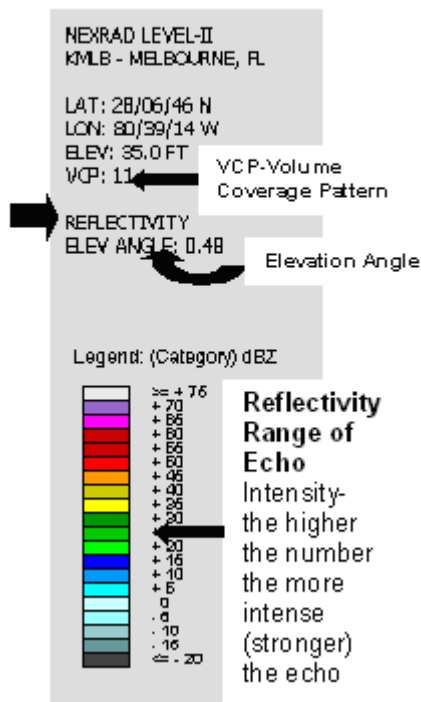 NEXRAD LEVEL-II
KMLB - MELBOURNE, FL
LAT: 28/06/46 N
LON: 80/39/14 W
ELEV: 35.0 FT
VCP: 11
VCP-Volume
Coverage Pattern
REFLECTIVITY
ELEV ANGLE: 0.48
Elevation Angle
Legend: (Category) dBZ
>= + 75
+ 70
+ 65
+ 60
+ 55
+ 50
+ 45
+ 40
+ 35
+ 30
+ 20
+ 15
+ 10
+ 5
0
- 5
- 10
- 15
<= - 20
Reflectivity
Range of
Echo
Intensity-
the higher
the number
the more
intense
(stronger)
the echo